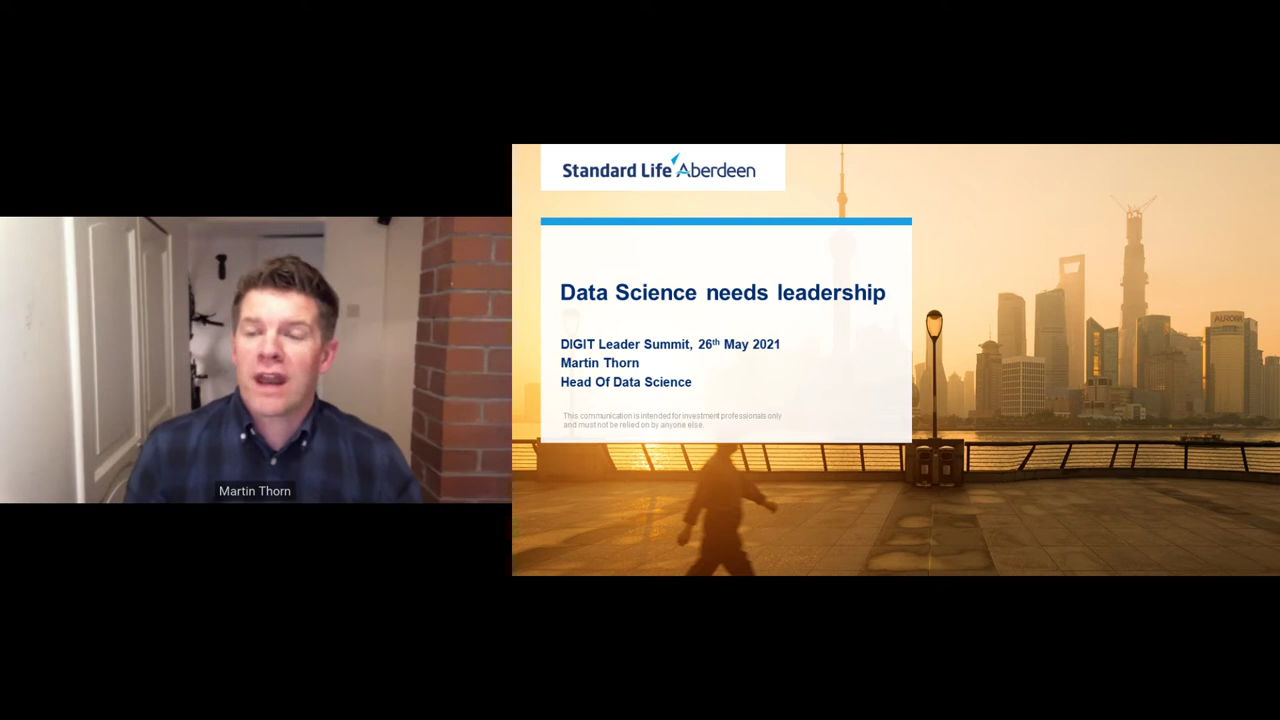 Standard Life Aberdeen
Data Science needs leadership
DIGIT Leader Summit, 26th May 2021
Martin Thorn
Head Of Data Science
This communication is intended for investment professionals only
and must not be relied on by anyone else.
AURORA
Martin Thorn